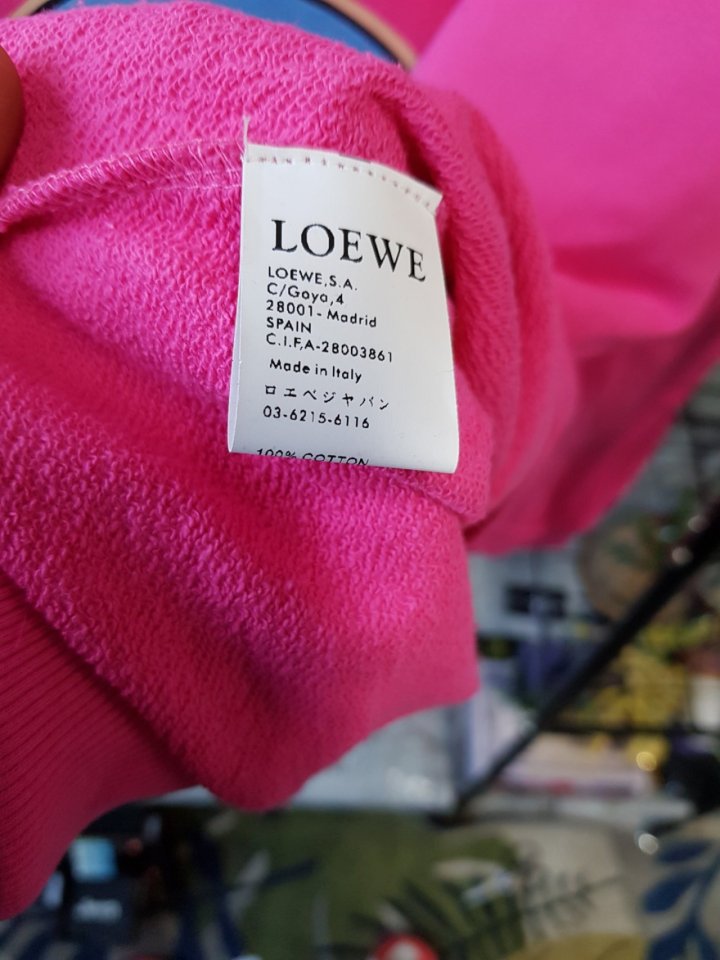 LOEWE
LOEWE,S.A.
C/Goya,4
28001- Madrid
SPAIN
C.I.F,A-28003861
Made in Italy
ロエベジャパン
03-6215-6116
100% COTTON